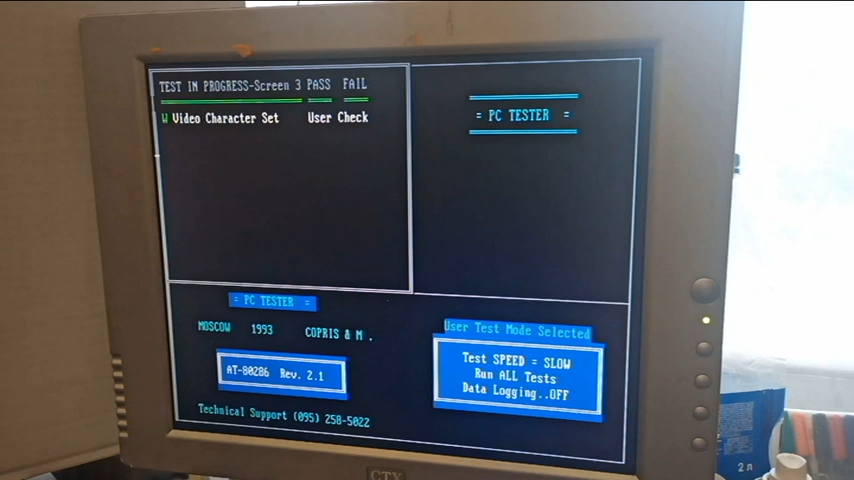 TEST IN PROGRESS-Screen 3 PASS FAIL
W Video Character Set User Check
= PC TESTER =
= PC TESTER =
MOSCOW 1993 COPRIS & M .
AT-80286 Rev. 2.1
Technical Support (095) 258-5022
User Test Mode Selected
Test SPEED = SLOW
Run ALL Tests
Data Logging..OFF
CTX
2л